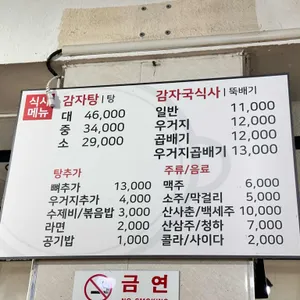 식사
메뉴
감자탕 | 탕
대 46,000
중 34,000
소 29,000
감자국식사 | 뚝배기
일반 11,000
우거지 12,000
곱배기 12,000
우거지곱배기 13,000
탕추가
뼈추가 13,000
우거지추가 4,000
수제비/볶음밥 3,000
라면 2,000
공기밥 1,000
주류/음료
맥주 6,000
소주/막걸리 5,000
산사춘/백세주 10,000
산삼주/청하 7,000
콜라/사이다 2,000
금연
NO SMOKING